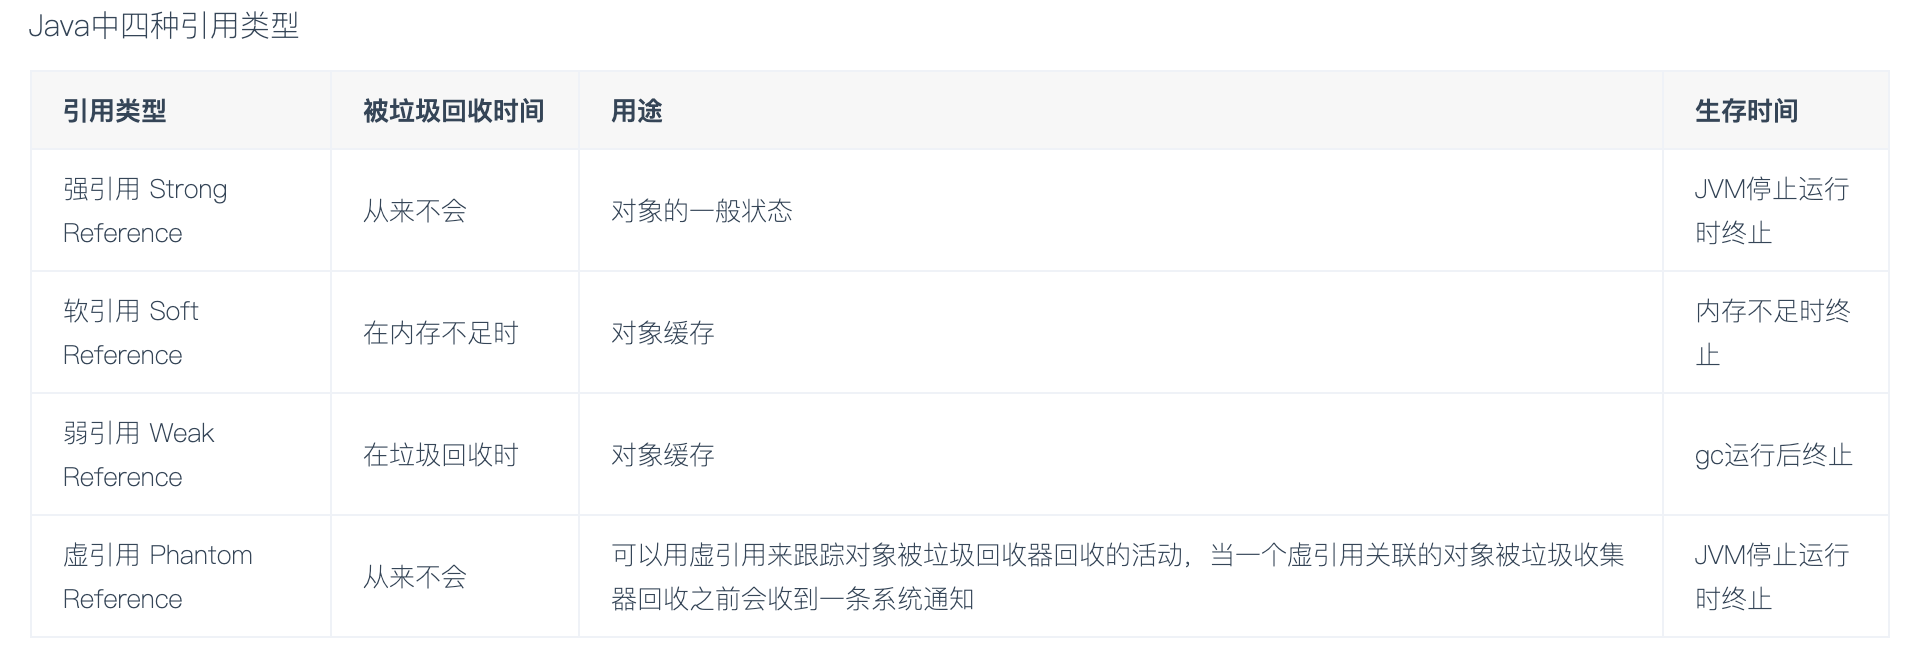 Java中四种引用类型
引用类型 被垃圾回收时间 用途 生存时间
强引用 Strong
Reference
从来不会
对象的一般状态
JVM停止运行
时终止
软引用 Soft
Reference
在内存不足时
对象缓存
内存不足时终
止
弱引用 Weak
Reference
在垃圾回收时
对象缓存
gc运行后终止
虚引用 Phantom
Reference
从来不会
可以用虚引用来跟踪对象被垃圾回收器回收的活动，当一个虚引用关联的对象被垃圾收集
器回收之前会收到一条系统通知
JVM停止运行
时终止